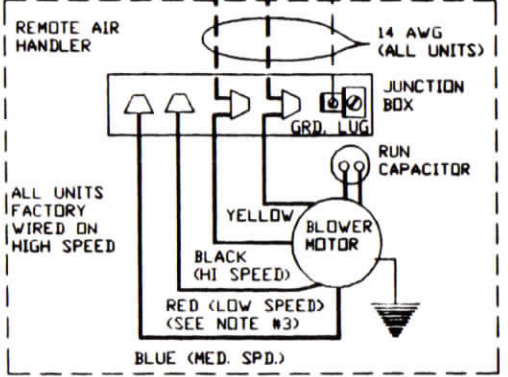 REMOTE AIR
HANDLER
14 AWG
(ALL UNITS)
JUNCTION
BOX
GRD. LUG
RUN
CAPACITOR
ALL UNITS
FACTORY
WIRED ON
HIGH SPEED
YELLOW
BLOWER
MOTOR
BLACK
(HI SPEED)
RED (LOW SPEED)
(SEE NOTE #3)
BLUE (MED. SPD.)